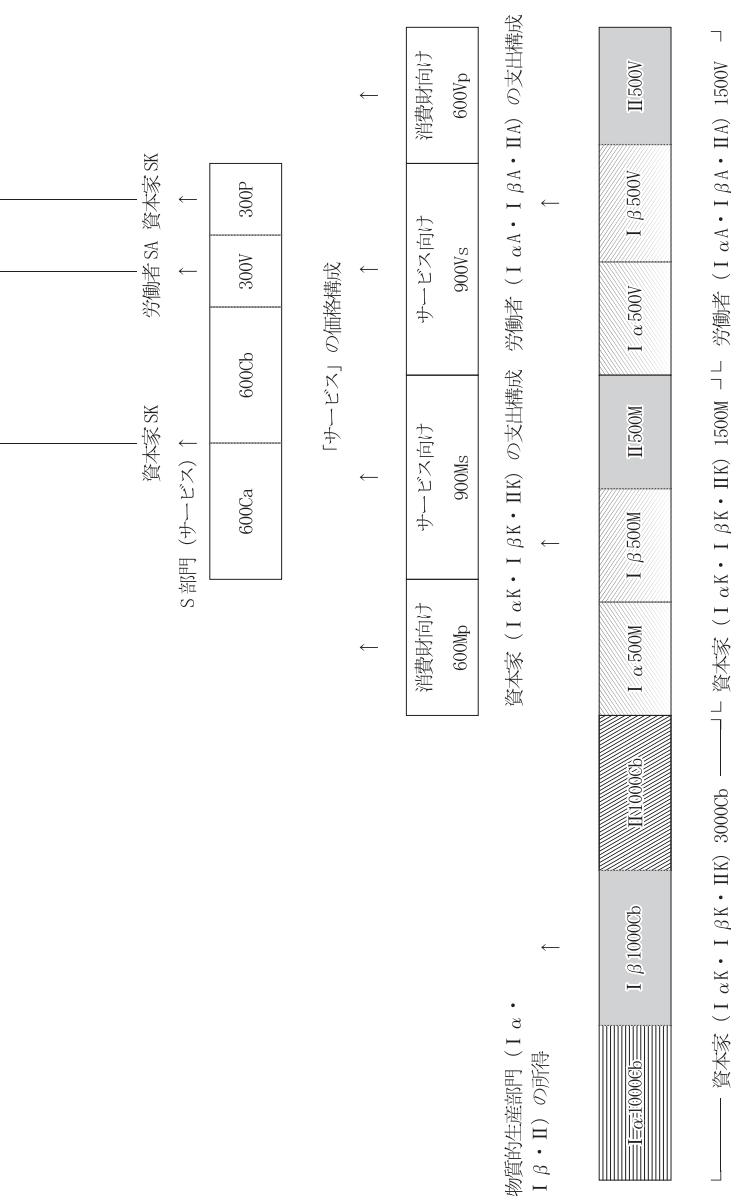 資本家SK
労働者SA 資本家SK
S部門（サービス）
600Ca
600Cb
300V
300P
「サービス」の価格構成
消費財向け
600Mp
サービス向け
900Ms
サービス向け
900Vs
消費財向け
600Vp
物質的生産部門（Ⅰα・
Ⅰβ・Ⅱ）の所得
資本家（ⅠαK・ⅠβK・ⅡK）の支出構成
労働者（ⅠαA・ⅠβA・ⅡA）の支出構成
Ⅰα1000Cb
Ⅰβ1000Cb
Ⅱ1000Cb
Ⅰα500M
Ⅰβ500M
Ⅱ500M
Ⅰα500V
Ⅰβ500V
Ⅱ500V
資本家（ⅠαK・ⅠβK・ⅡK）3000Cb
資本家（ⅠαK・ⅠβK・ⅡK）1500M
労働者（ⅠαA・ⅠβA・ⅡA）1500V